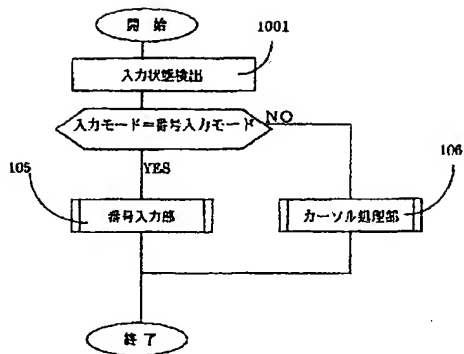 開 始
1001
入力状態検出
入力モード=番号入力モード
NO
YES
105
106
番号入力部
カーソル処理部
終 了